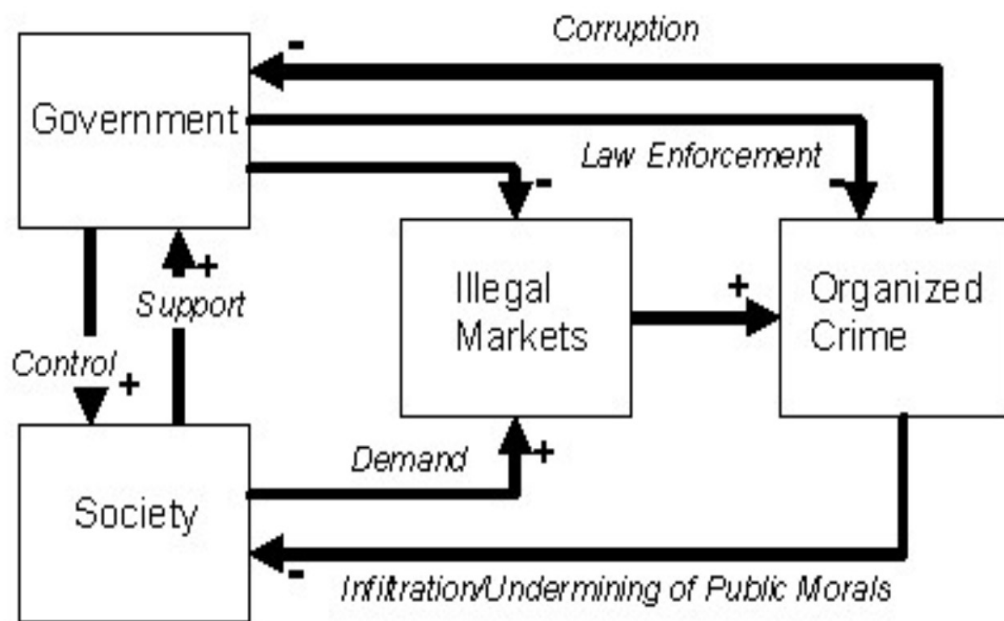 Corruption
-
Government
Law Enforcement
-
-
Illegal
Markets
Organized
Crime
+
+
Support
Control
+
Demand
+
Society
-
Infiltration/Undermining of Public Morals